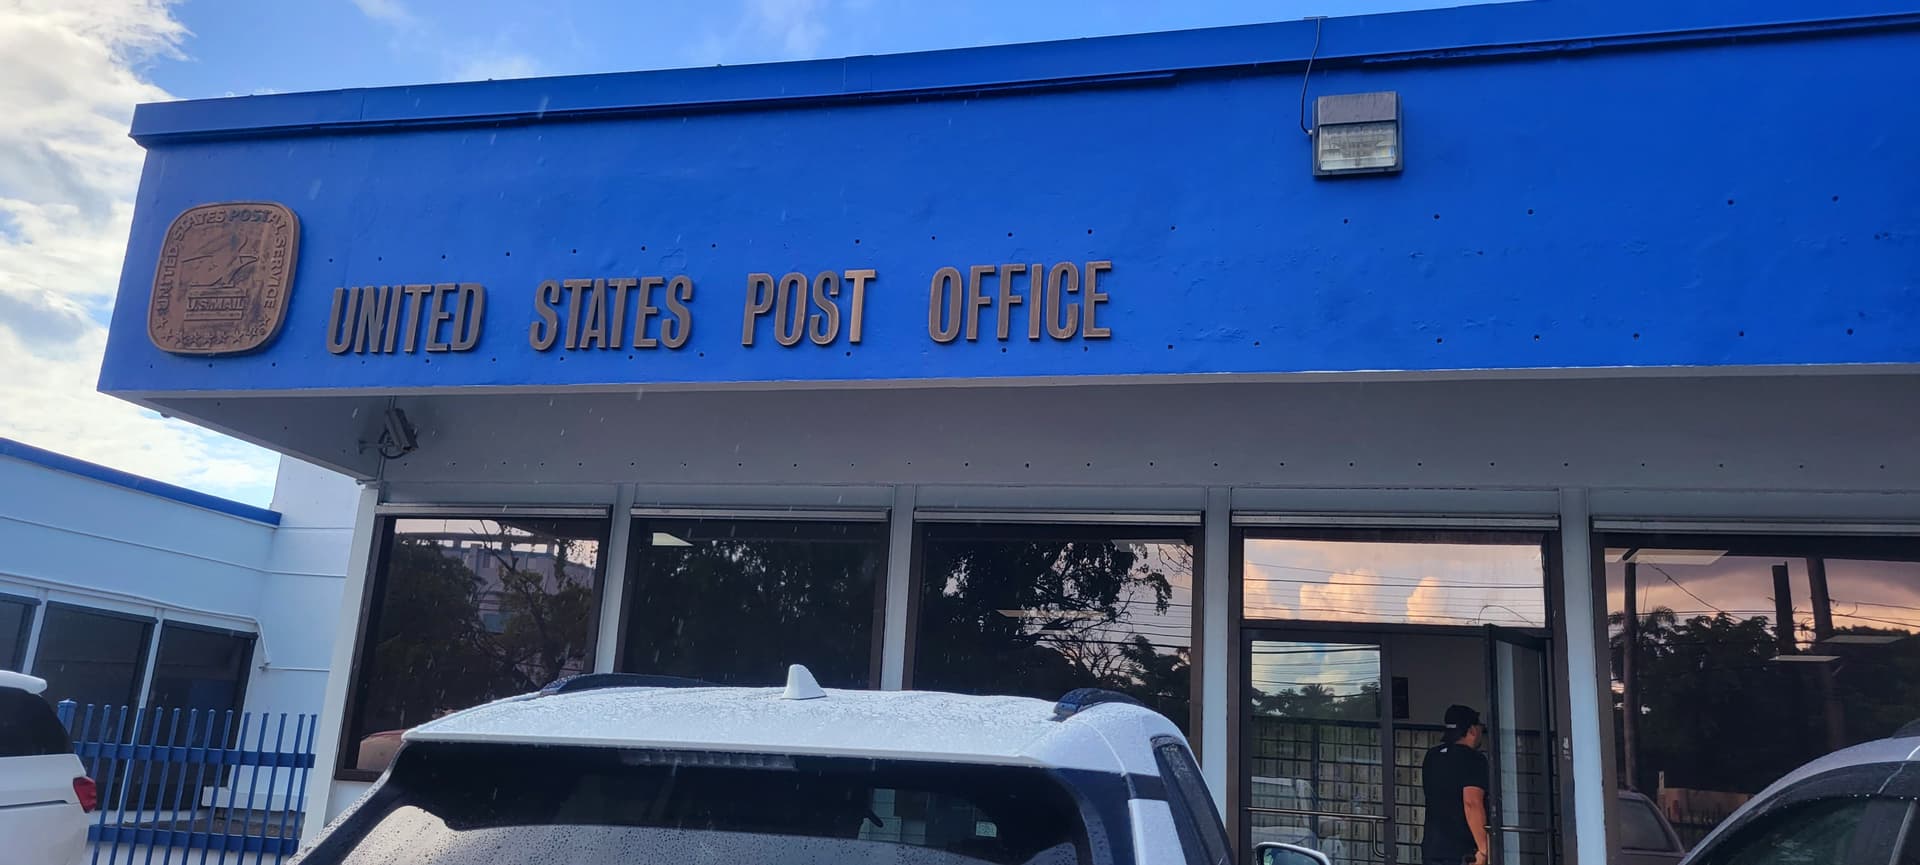 UNITED STATES POSTAL SERVICE
U.S. MAIL
UNITED STATES POST OFFICE